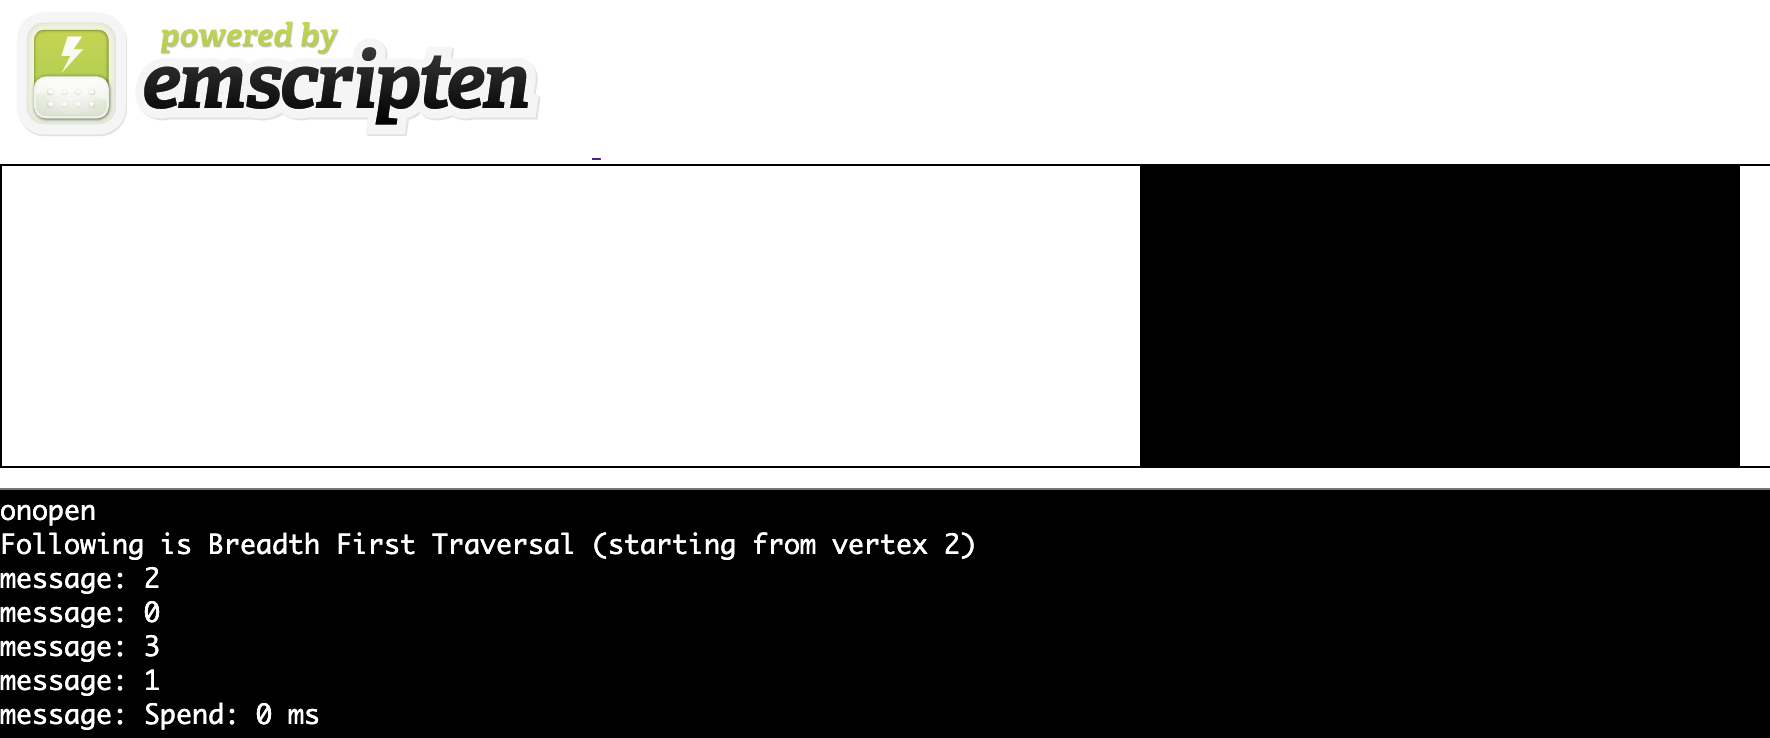 powered by
emscripten
onopen
Following is Breadth First Traversal (starting from vertex 2)
message: 2
message: 0
message: 3
message: 1
message: Spend: 0 ms